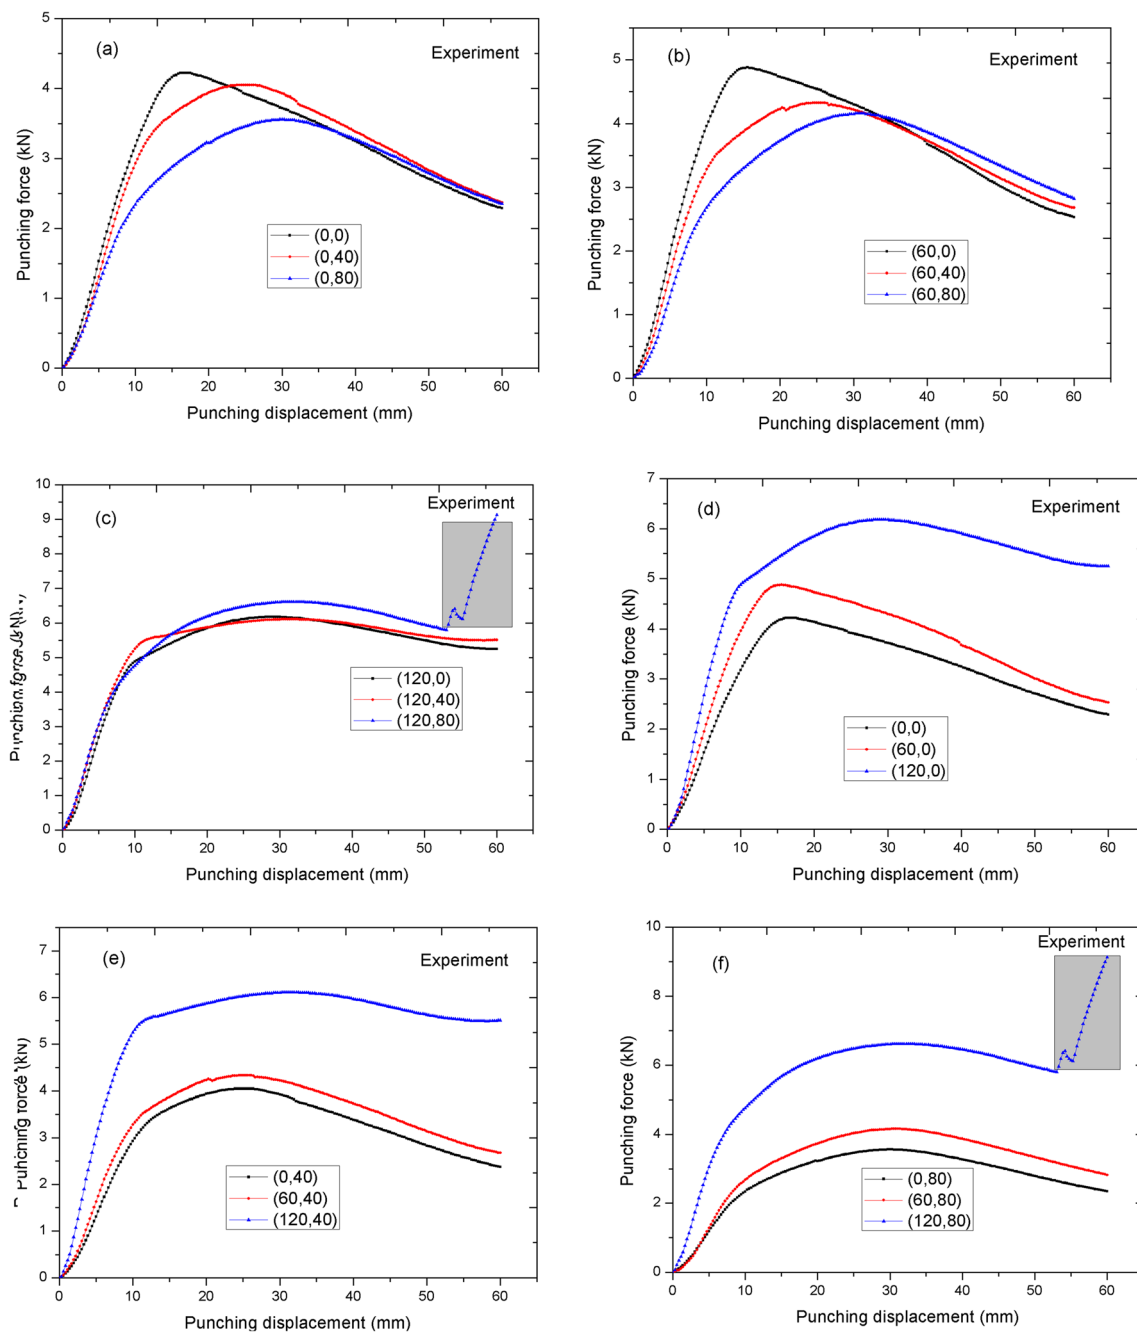 (a)
Experiment
Punching force (kN)
5
4
3
2
1
0
(0,0)
(0,40)
(0,80)
0 10 20 30 40 50 60
Punching displacement (mm)
(b)
Experiment
Punching force (kN)
5
4
3
2
1
0
(60,0)
(60,40)
(60,80)
0 10 20 30 40 50 60
Punching displacement (mm)
(c)
Experiment
10
9
8
7
6
5
4
3
2
1
0
(120,0)
(120,40)
(120,80)
0 10 20 30 40 50 60
Punching displacement (mm)
(d)
Experiment
Punching force (kN)
7
6
5
4
3
2
1
0
(0,0)
(60,0)
(120,0)
0 10 20 30 40 50 60
Punching displacement (mm)
(e)
Experiment
force (kN)
7
6
5
4
3
2
1
0
(0,40)
(60,40)
(120,40)
0 10 20 30 40 50 60
Punching displacement (mm)
(f)
Experiment
Punching force (kN)
10
8
6
4
2
0
(0,80)
(60,80)
(120,80)
0 10 20 30 40 50 60
Punching displacement (mm)